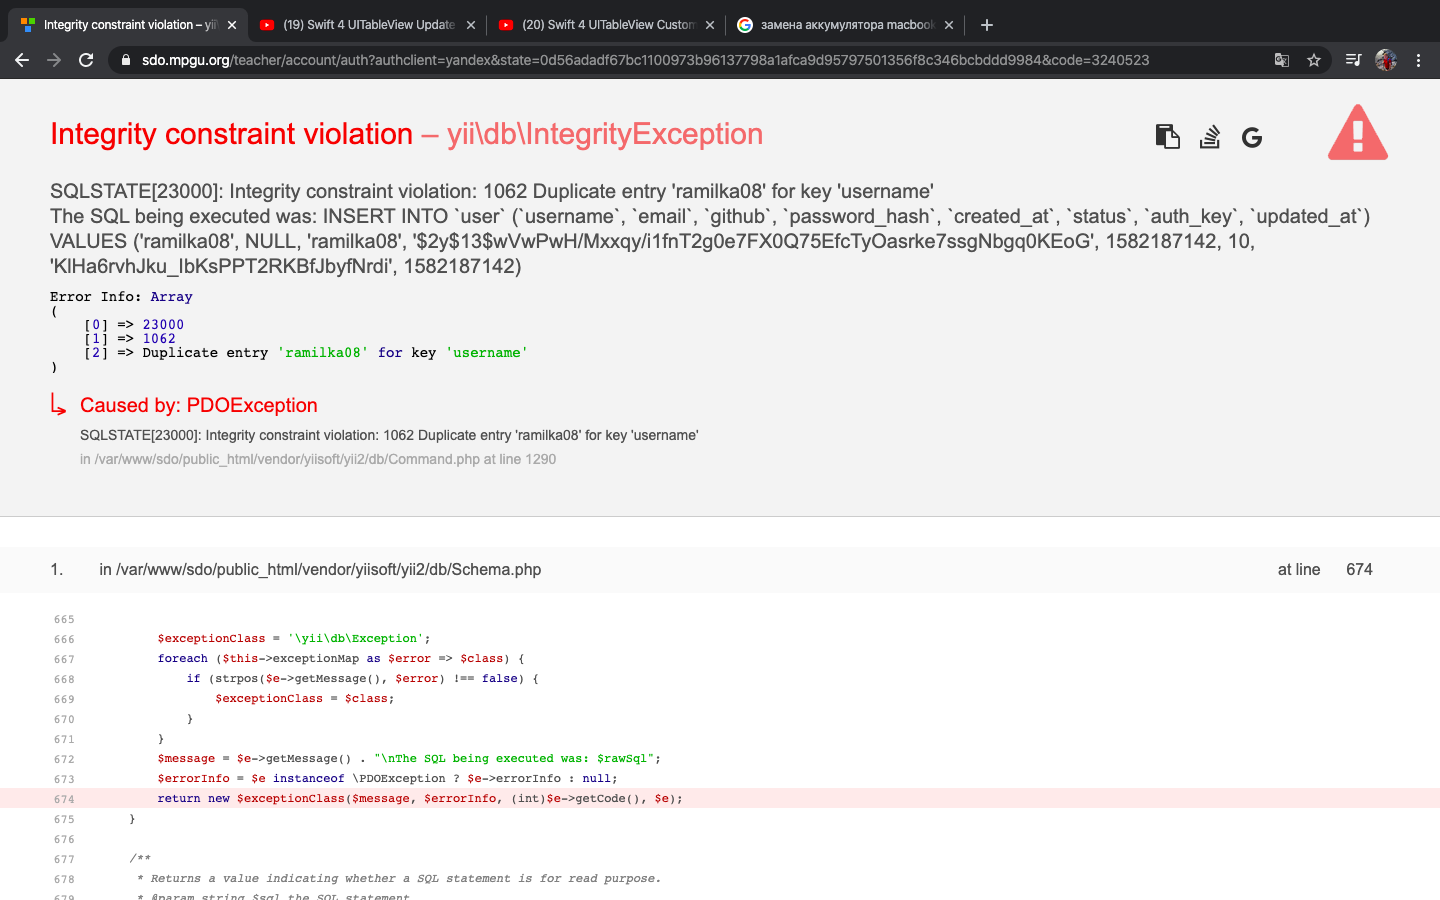 Integrity constraint violation – yii
(19) Swift 4 UITableView Update
(20) Swift 4 UITableView Custom
замена аккумулятора macbook
sdo.mpgu.org/teacher/account/auth?authclient=yandex&state=0d56adadf67bc1100973b96137798a1afca9d95797501356f8c346bcbddd9984&code=3240523
Integrity constraint violation – yii\db\IntegrityException
SQLSTATE[23000]: Integrity constraint violation: 1062 Duplicate entry 'ramilka08' for key 'username'
The SQL being executed was: INSERT INTO `user` (`username`, `email`, `github`, `password_hash`, `created_at`, `status`, `auth_key`, `updated_at`)
VALUES ('ramilka08', NULL, 'ramilka08', '$2y$13$wVwPwH/Mxxqy/i1fnT2g0e7FX0Q75EfcTyOasrke7ssgNbgq0KEoG', 1582187142, 10,
'KlHa6rvhJku_IbKsPPT2RKBfJbyfNrdi', 1582187142)
Error Info: Array
(
    [0] => 23000
    [1] => 1062
    [2] => Duplicate entry 'ramilka08' for key 'username'
)
Caused by: PDOException
SQLSTATE[23000]: Integrity constraint violation: 1062 Duplicate entry 'ramilka08' for key 'username'
in /var/www/sdo/public_html/vendor/yiisoft/yii2/db/Command.php at line 1290
1. in /var/www/sdo/public_html/vendor/yiisoft/yii2/db/Schema.php at line 674
665
666 $exceptionClass = '\yii\db\Exception';
667 foreach ($this->exceptionMap as $error => $class) {
668     if (strpos($e->getMessage(), $error) !== false) {
669         $exceptionClass = $class;
670     }
671 }
672 $message = $e->getMessage() . "\nThe SQL being executed was: $rawSql";
673 $errorInfo = $e instanceof \PDOException ? $e->errorInfo : null;
674 return new $exceptionClass($message, $errorInfo, (int)$e->getCode(), $e);
675 }
676
677 /**
678 * Returns a value indicating whether a SQL statement is for read purpose.
679 * @param string $sql the SQL statement